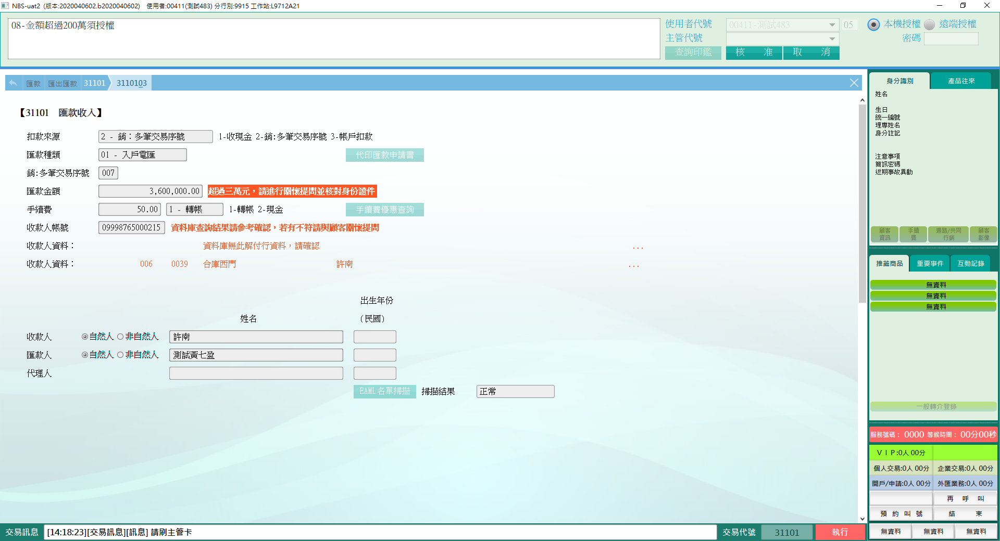 NBS-uat2 (版本:2020040602.b2020040602) 使用者:00411(測試483) 分行別:9915 工作站:L9712A21
08-金額超過200萬須授權
使用者代號 00411-測試483 05 本機授權 遠端授權
主管代號 密碼
查詢印鑑 核 准 取 消
匯款 匯出匯款 31101 3110103
【31101 匯款收入】
扣款來源 2 - 銷：多筆交易序號 1-收現金 2-銷:多筆交易序號 3-帳戶扣款
匯款種類 01 - 入戶電匯 代印匯款申請書
銷:多筆交易序號 007
匯款金額 3,600,000.00 超過三萬元，請進行關懷提問並核對身份證件
手續費 50.00 1 - 轉帳 1-轉帳 2-現金 手續費優惠查詢
收款人帳號 09998765000215 資料庫查詢結果請參考確認，若有不符請與顧客關懷提問
收款人資料： 資料庫無此解付行資料，請確認 ...
收款人資料： 006 0039 合庫西門 許南 ...
出生年份
姓名 (民國)
收款人 自然人 非自然人 許南
匯款人 自然人 非自然人 測試黃七盈
代理人
EAML名單掃描 掃描結果 正常
身分識別 產品往來
姓名
生日
統一編號
理專姓名
身分註記
注意事項
簡訊密碼
近期事故異動
顧客資訊 手續費 通路/共同行銷 顧客影像
推薦商品 重要事件 互動記錄
無資料
無資料
無資料
一般轉介登錄
服務號碼： 0000 等候時間： 00分00秒
ＶＩＰ:0人 00分
個人交易:0人 00分 企業交易:0人 00分
開戶/申請:0人 00分 外匯業務:0人 00分
再 呼 叫
預 約 叫 號 結 束
交易訊息 [14:18:23][交易訊息][訊息] 請刷主管卡 交易代號 31101 執行 無資料 無資料 無資料